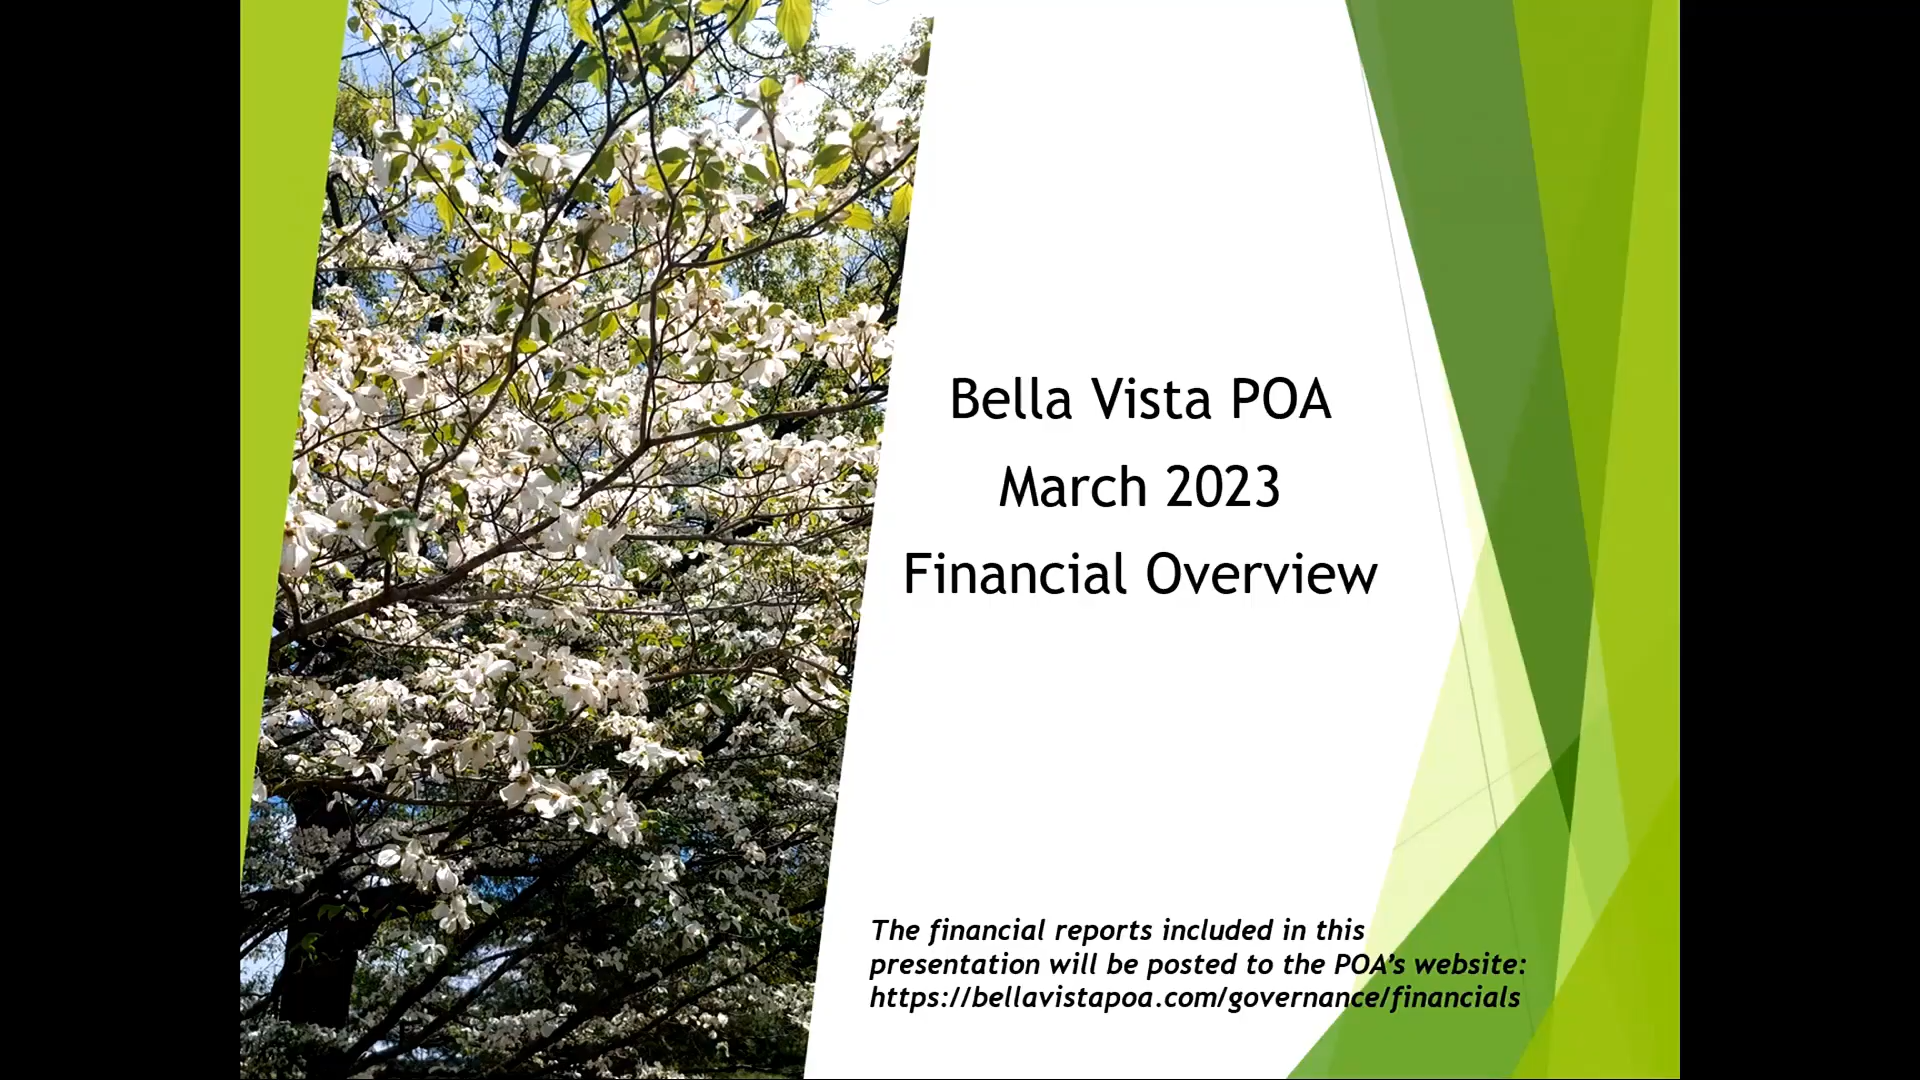 Bella Vista POA
March 2023
Financial Overview
The financial reports included in this
presentation will be posted to the POA's website:
https://bellavistapoa.com/governance/financials